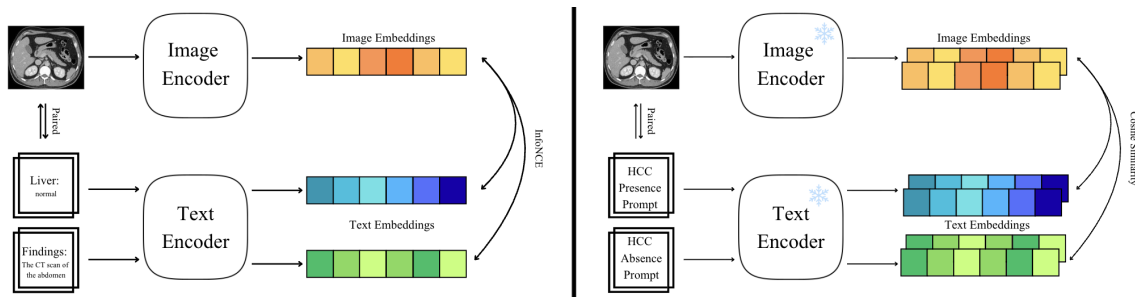 Image
Encoder
Image Embeddings
Paired
InfoNCE
Liver:
normal
Text
Encoder
Text Embeddings
Findings:
The CT scan of
the abdomen
Image
Encoder
Image Embeddings
Paired
Cosine Similarity
HCC
Presence
Prompt
Text
Encoder
Text Embeddings
HCC
Absence
Prompt